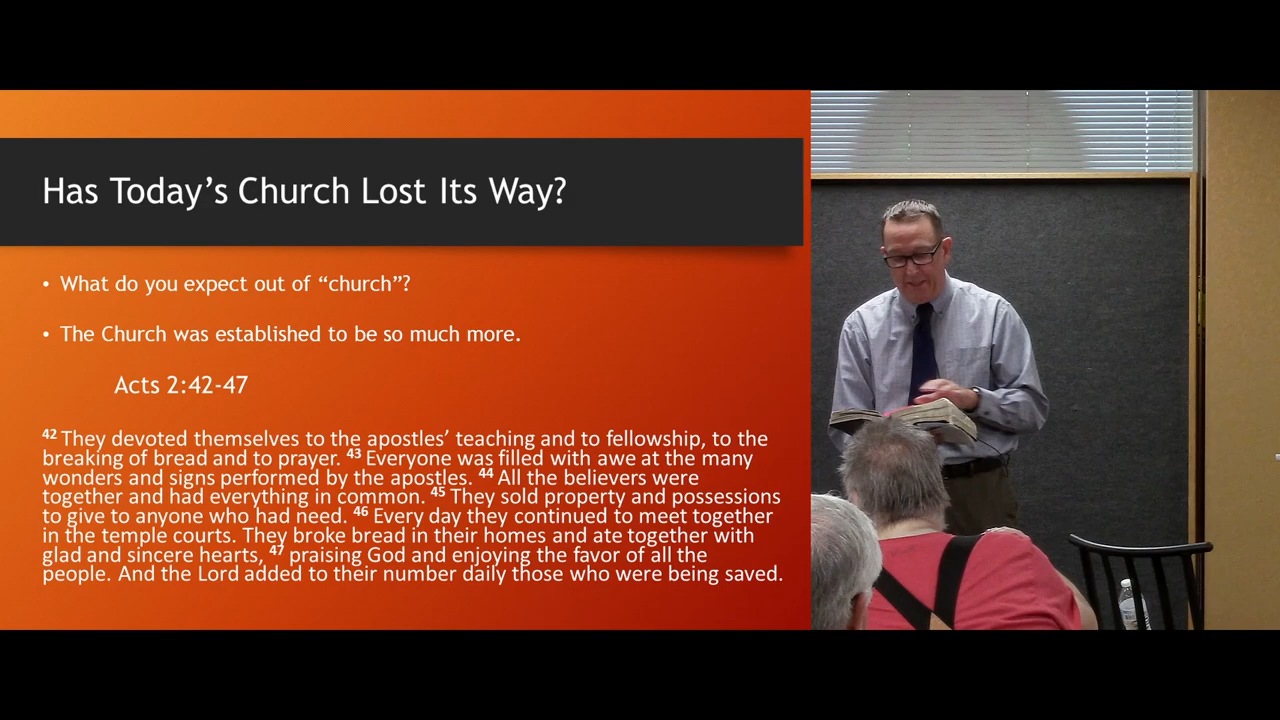 Has Today’s Church Lost Its Way?
• What do you expect out of “church”?
• The Church was established to be so much more.
Acts 2:42-47
42 They devoted themselves to the apostles’ teaching and to fellowship, to the
breaking of bread and to prayer. 43 Everyone was filled with awe at the many
wonders and signs performed by the apostles. 44 All the believers were
together and had everything in common. 45 They sold property and possessions
to give to anyone who had need. 46 Every day they continued to meet together
in the temple courts. They broke bread in their homes and ate together with
glad and sincere hearts, 47 praising God and enjoying the favor of all the
people. And the Lord added to their number daily those who were being saved.